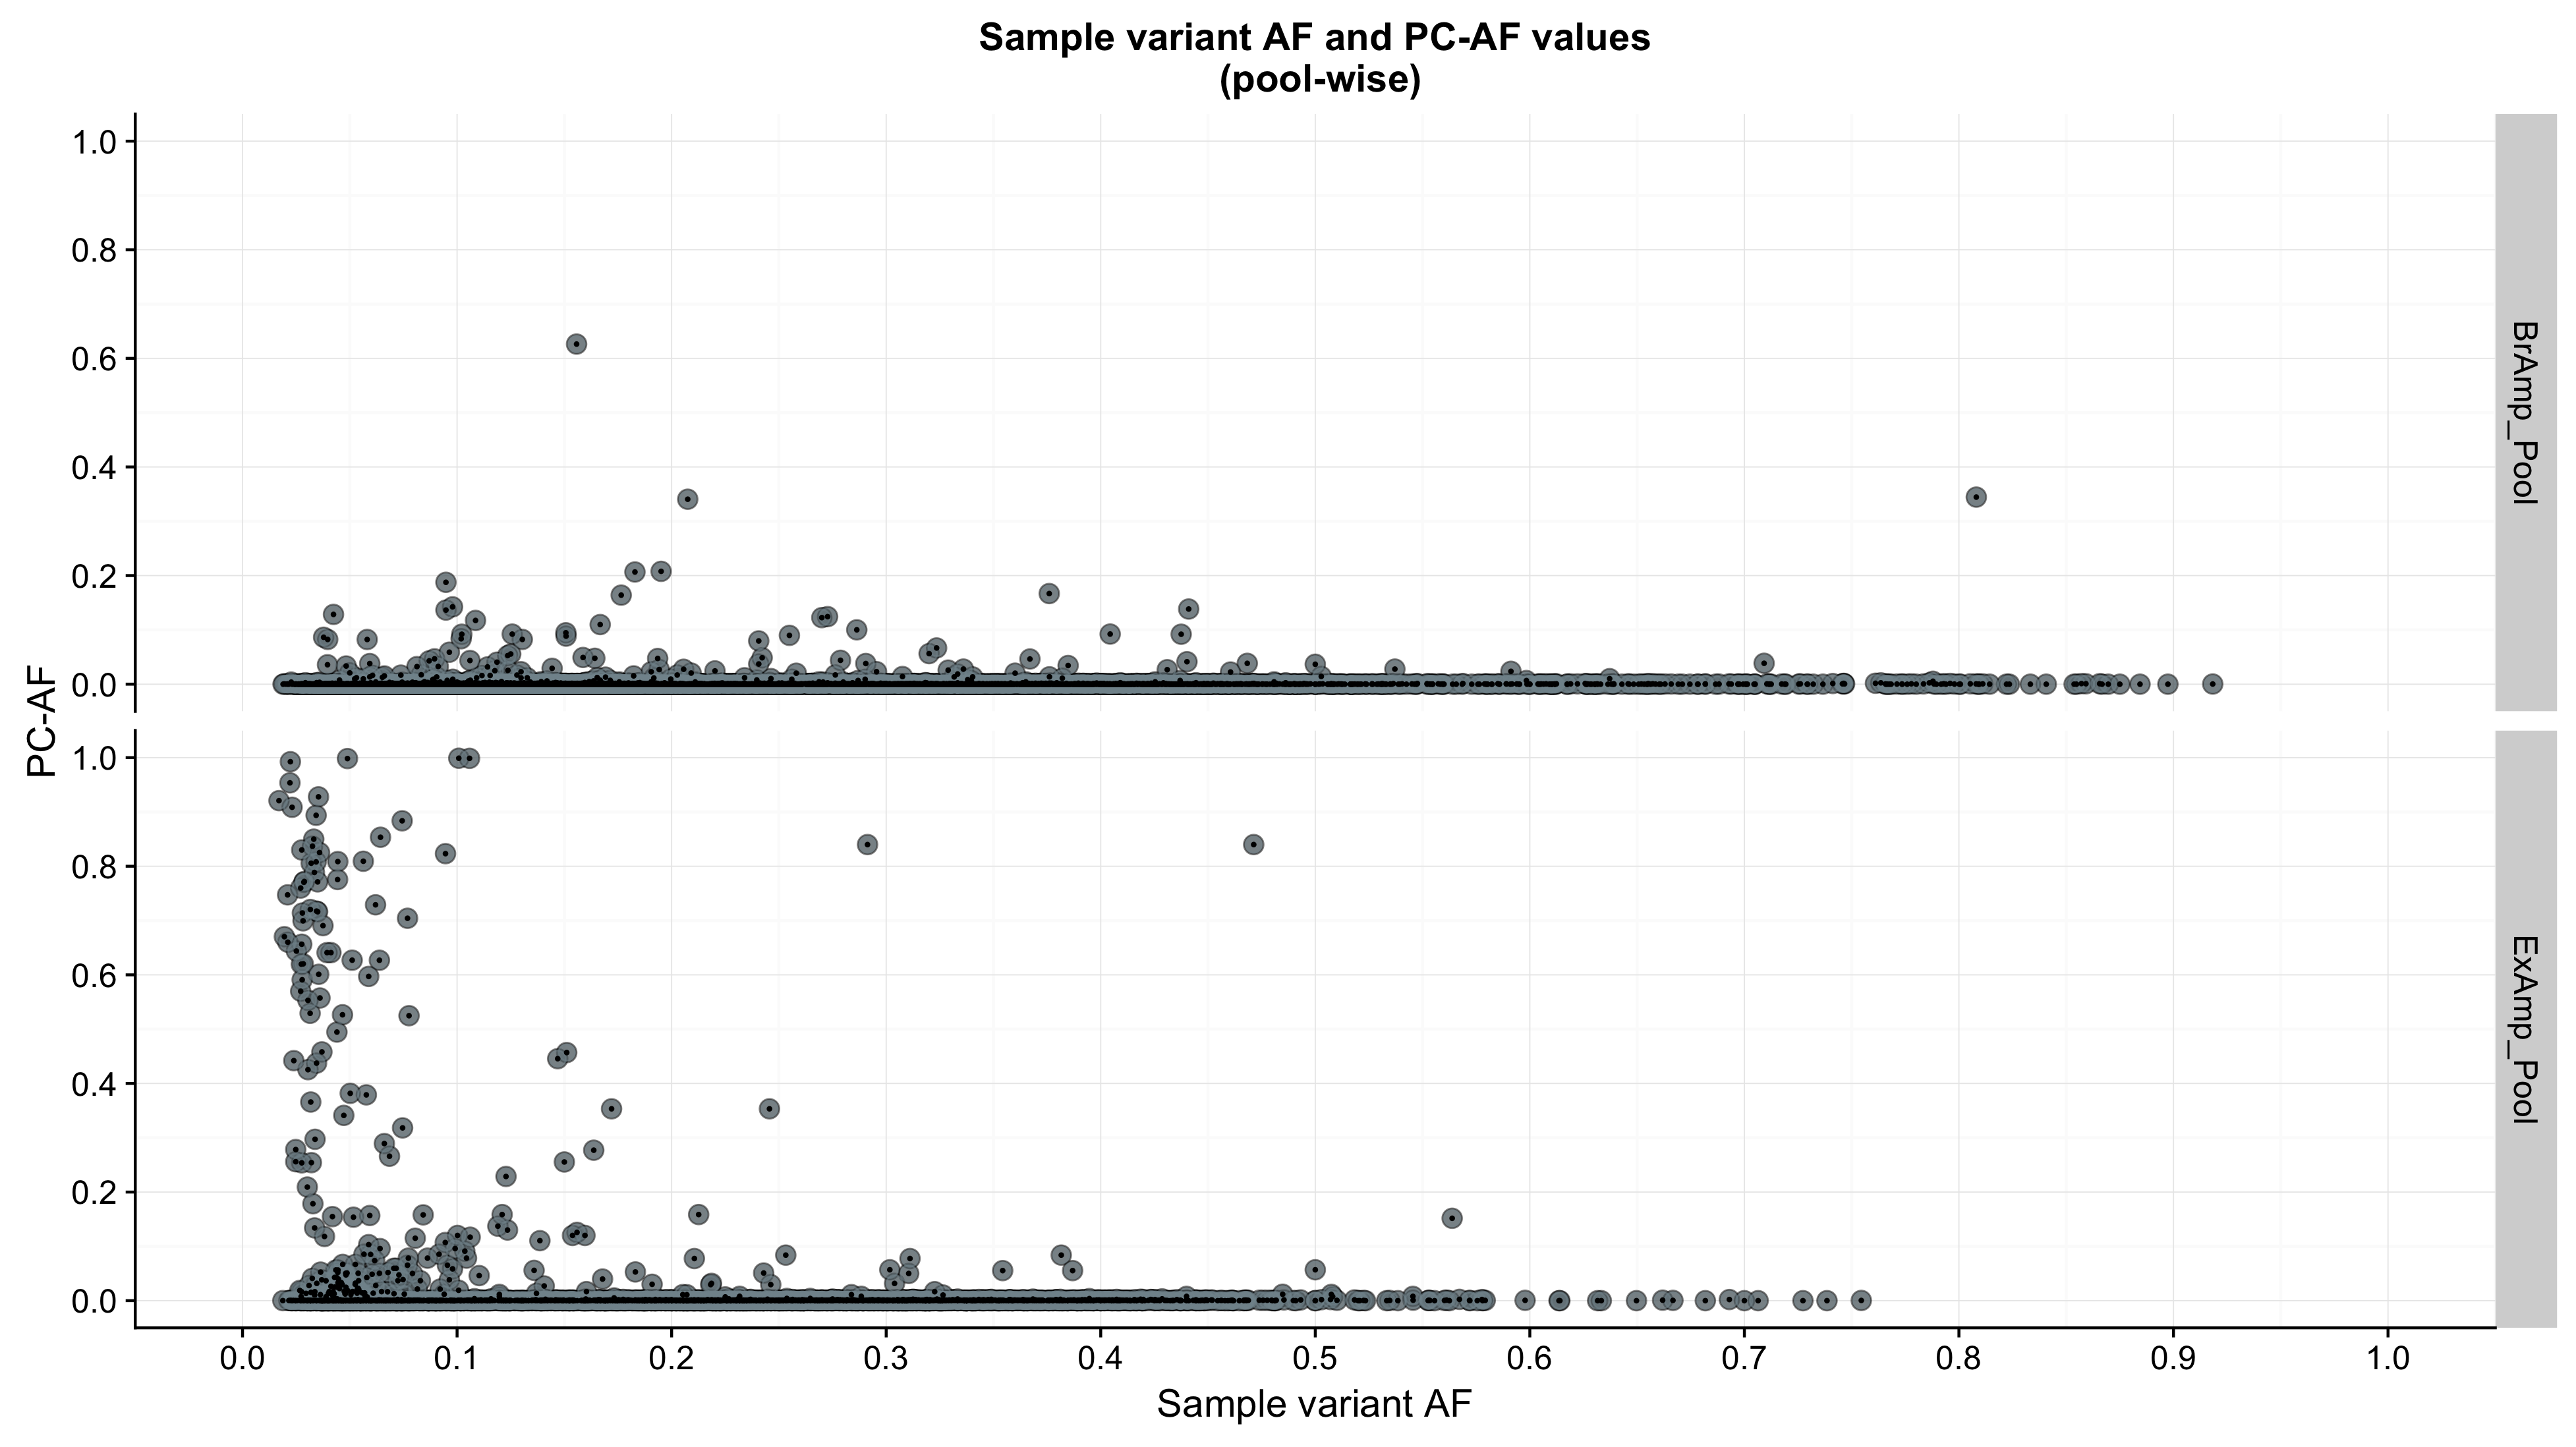 Sample variant AF and PC-AF values
(pool-wise)
PC-AF
1.0
0.8
0.6
0.4
0.2
0.0
BrAmp_Pool
1.0
0.8
0.6
0.4
0.2
0.0
ExAmp_Pool
0.0 0.1 0.2 0.3 0.4 0.5 0.6 0.7 0.8 0.9 1.0
Sample variant AF